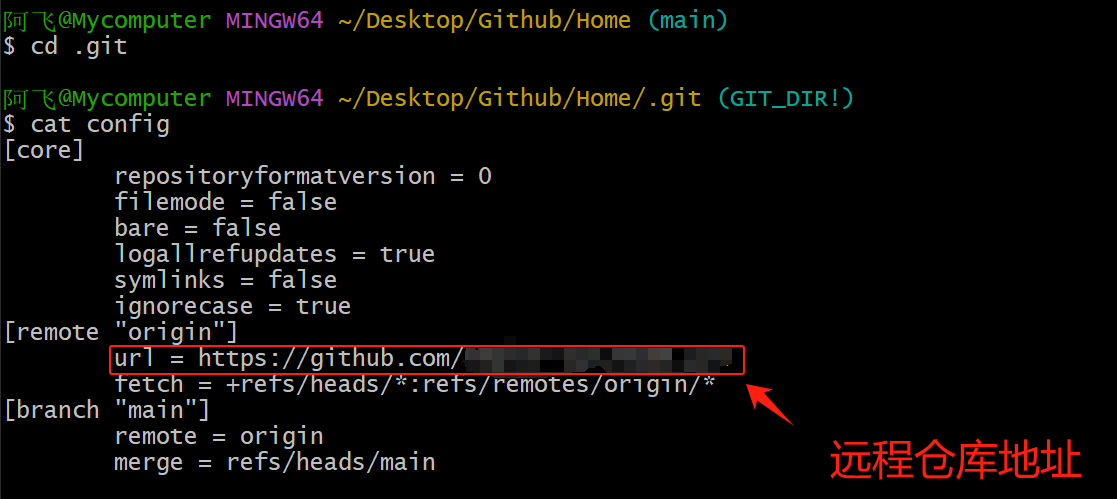 阿飞@Mycomputer MINGW64 ~/Desktop/Github/Home (main)
$ cd .git
阿飞@Mycomputer MINGW64 ~/Desktop/Github/Home/.git (GIT_DIR!)
$ cat config
[core]
repositoryformatversion = 0
filemode = false
bare = false
logallrefupdates = true
symlinks = false
ignorecase = true
[remote "origin"]
url = https://github.com/
fetch = +refs/heads/*:refs/remotes/origin/*
[branch "main"]
remote = origin
merge = refs/heads/main
远程仓库地址